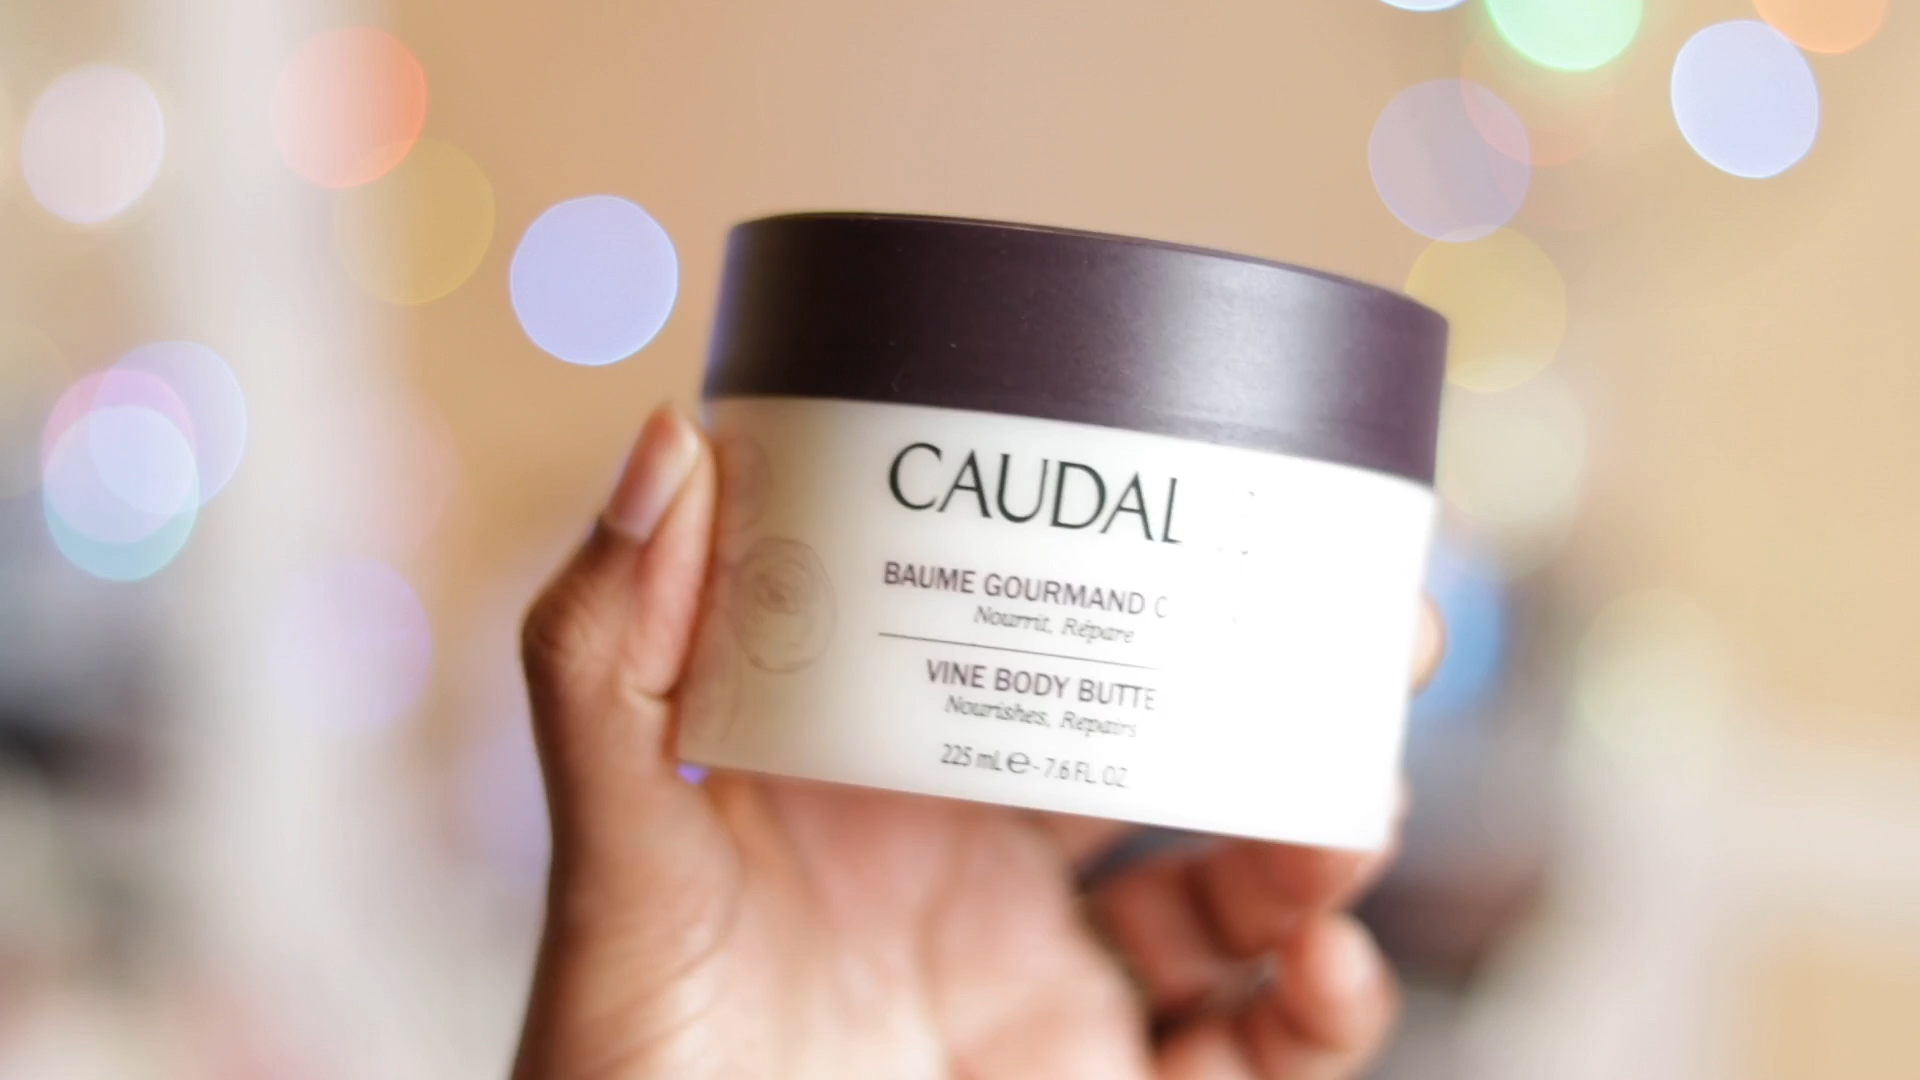 CAUDAL
BAUME GOURMAND C
Nourrit, Répare
VINE BODY BUTTE
Nourishes, Repairs
225 mL ℮ - 7.6 FL. OZ.